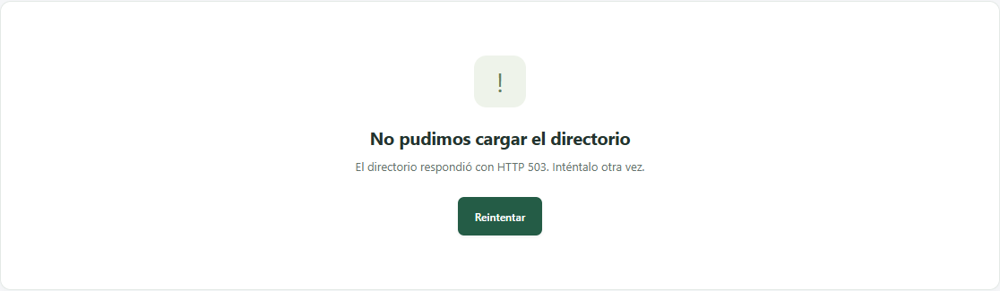 !
No pudimos cargar el directorio
El directorio respondió con HTTP 503. Inténtalo otra vez.
Reintentar